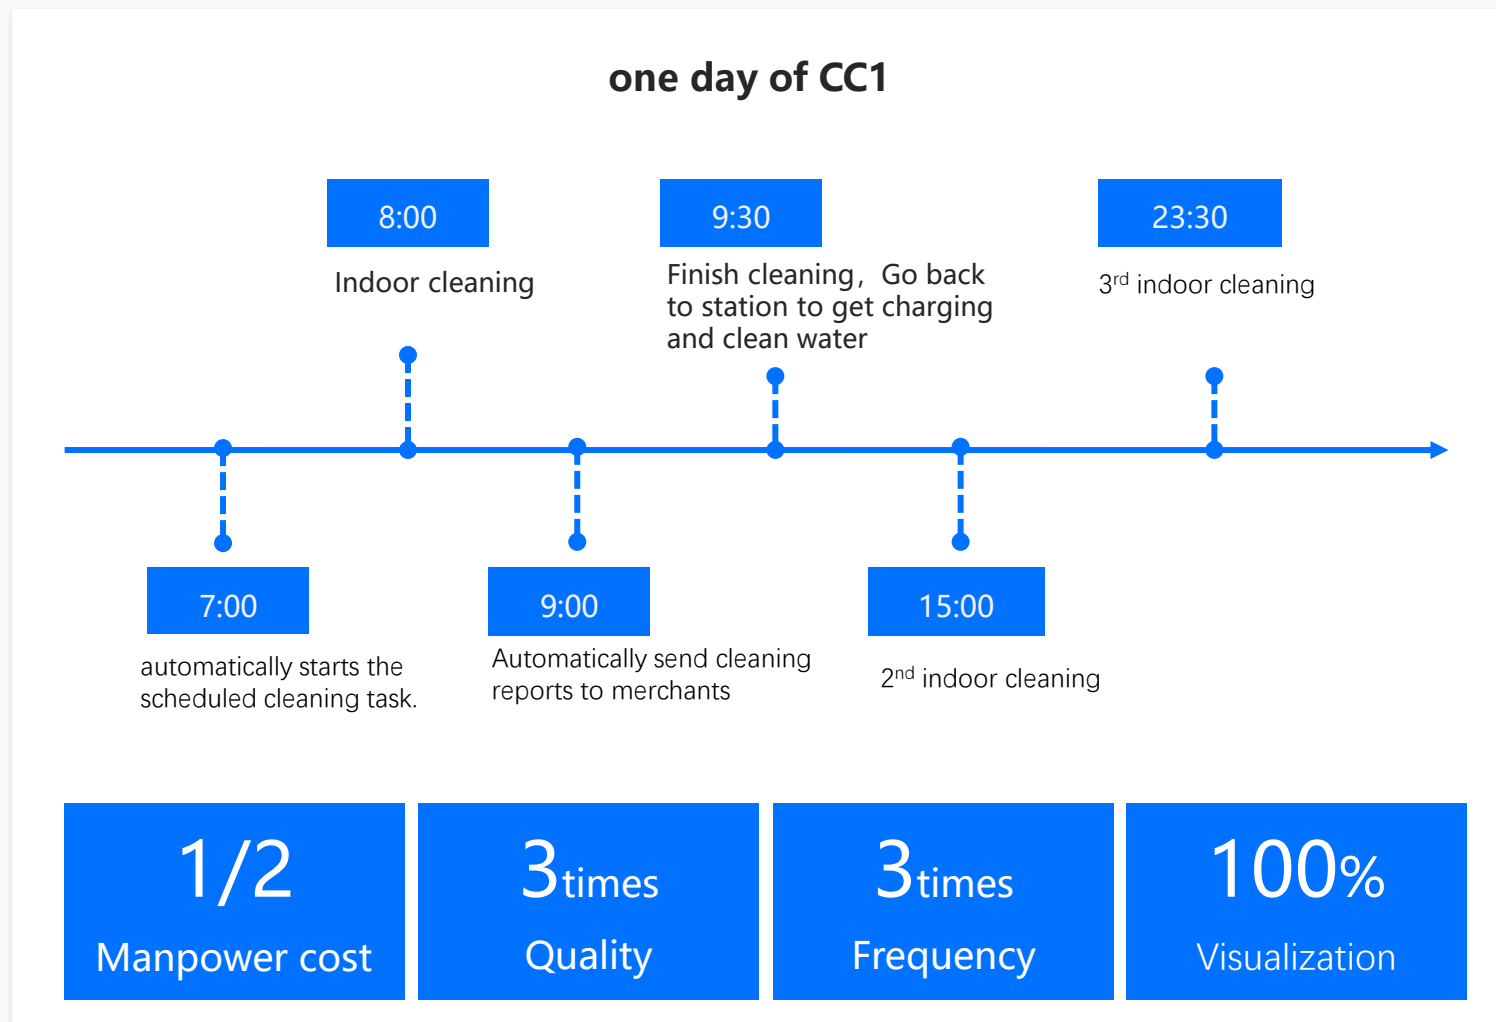 one day of CC1
8:00
Indoor cleaning
9:30
Finish cleaning，Go back
to station to get charging
and clean water
23:30
3rd indoor cleaning
7:00
automatically starts the
scheduled cleaning task.
9:00
Automatically send cleaning
reports to merchants
15:00
2nd indoor cleaning
1/2
Manpower cost
3times
Quality
3times
Frequency
100%
Visualization